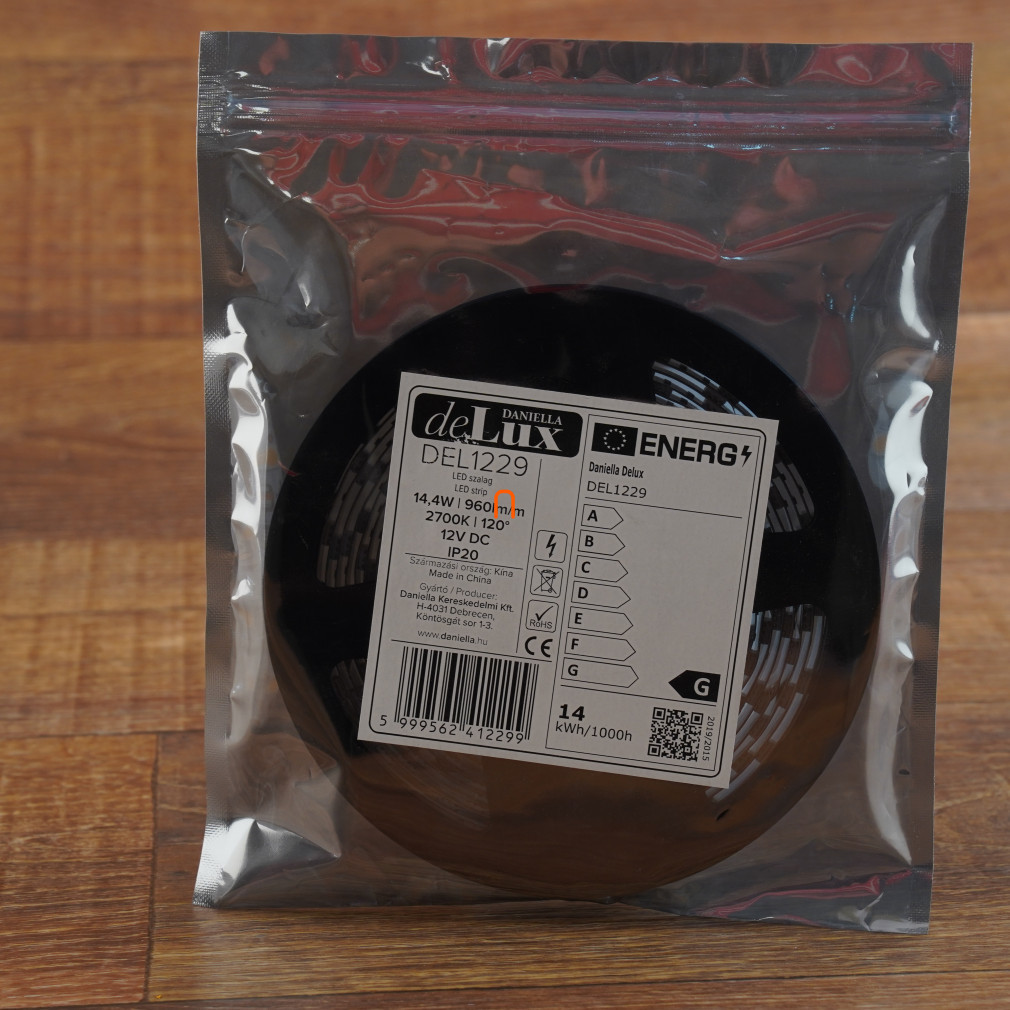 DANIELLA
deLux
DEL1229
LED szalag
LED strip
14,4W | 960lm/m
2700K | 120°
12V DC
IP20
Származási ország: Kína
Made in China
Gyártó / Producer:
Daniella Kereskedelmi Kft.
H-4031 Debrecen,
Köntösgát sor 1-3.
www.daniella.hu
RoHS
CE
5 999562 412299
ENERG
Daniella Delux
DEL1229
A
B
C
D
E
F
G
G
14
kWh/1000h
2019/2015